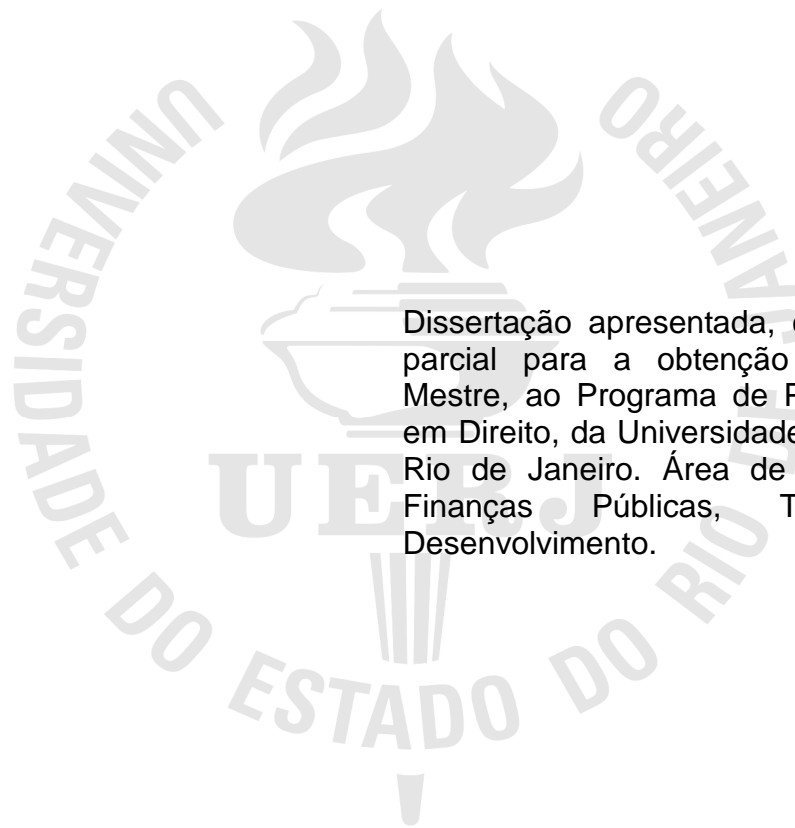 Dissertação apresentada,
parcial para a obtenção
Mestre, ao Programa de
em Direito, da Universidade
Rio de Janeiro. Área de
Finanças Públicas,
Desenvolvimento.
UNIVERSIDADE DO ESTADO DO RIO DE JANEIRO
UERJ